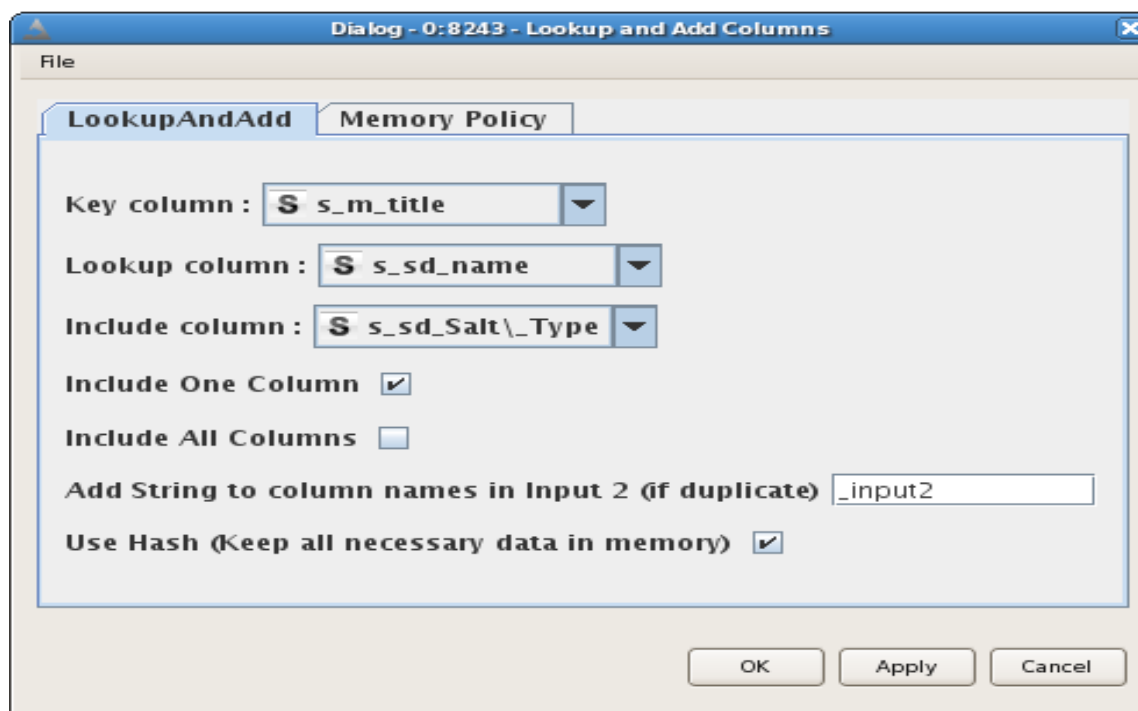 Dialog - 0:8243 - Lookup and Add Columns
File
LookupAndAdd Memory Policy
Key column : S s_m_title
Lookup column : S s_sd_name
Include column : S s_sd_Salt\_Type
Include One Column
Include All Columns
Add String to column names in Input 2 (if duplicate) _input2
Use Hash (Keep all necessary data in memory)
OK Apply Cancel